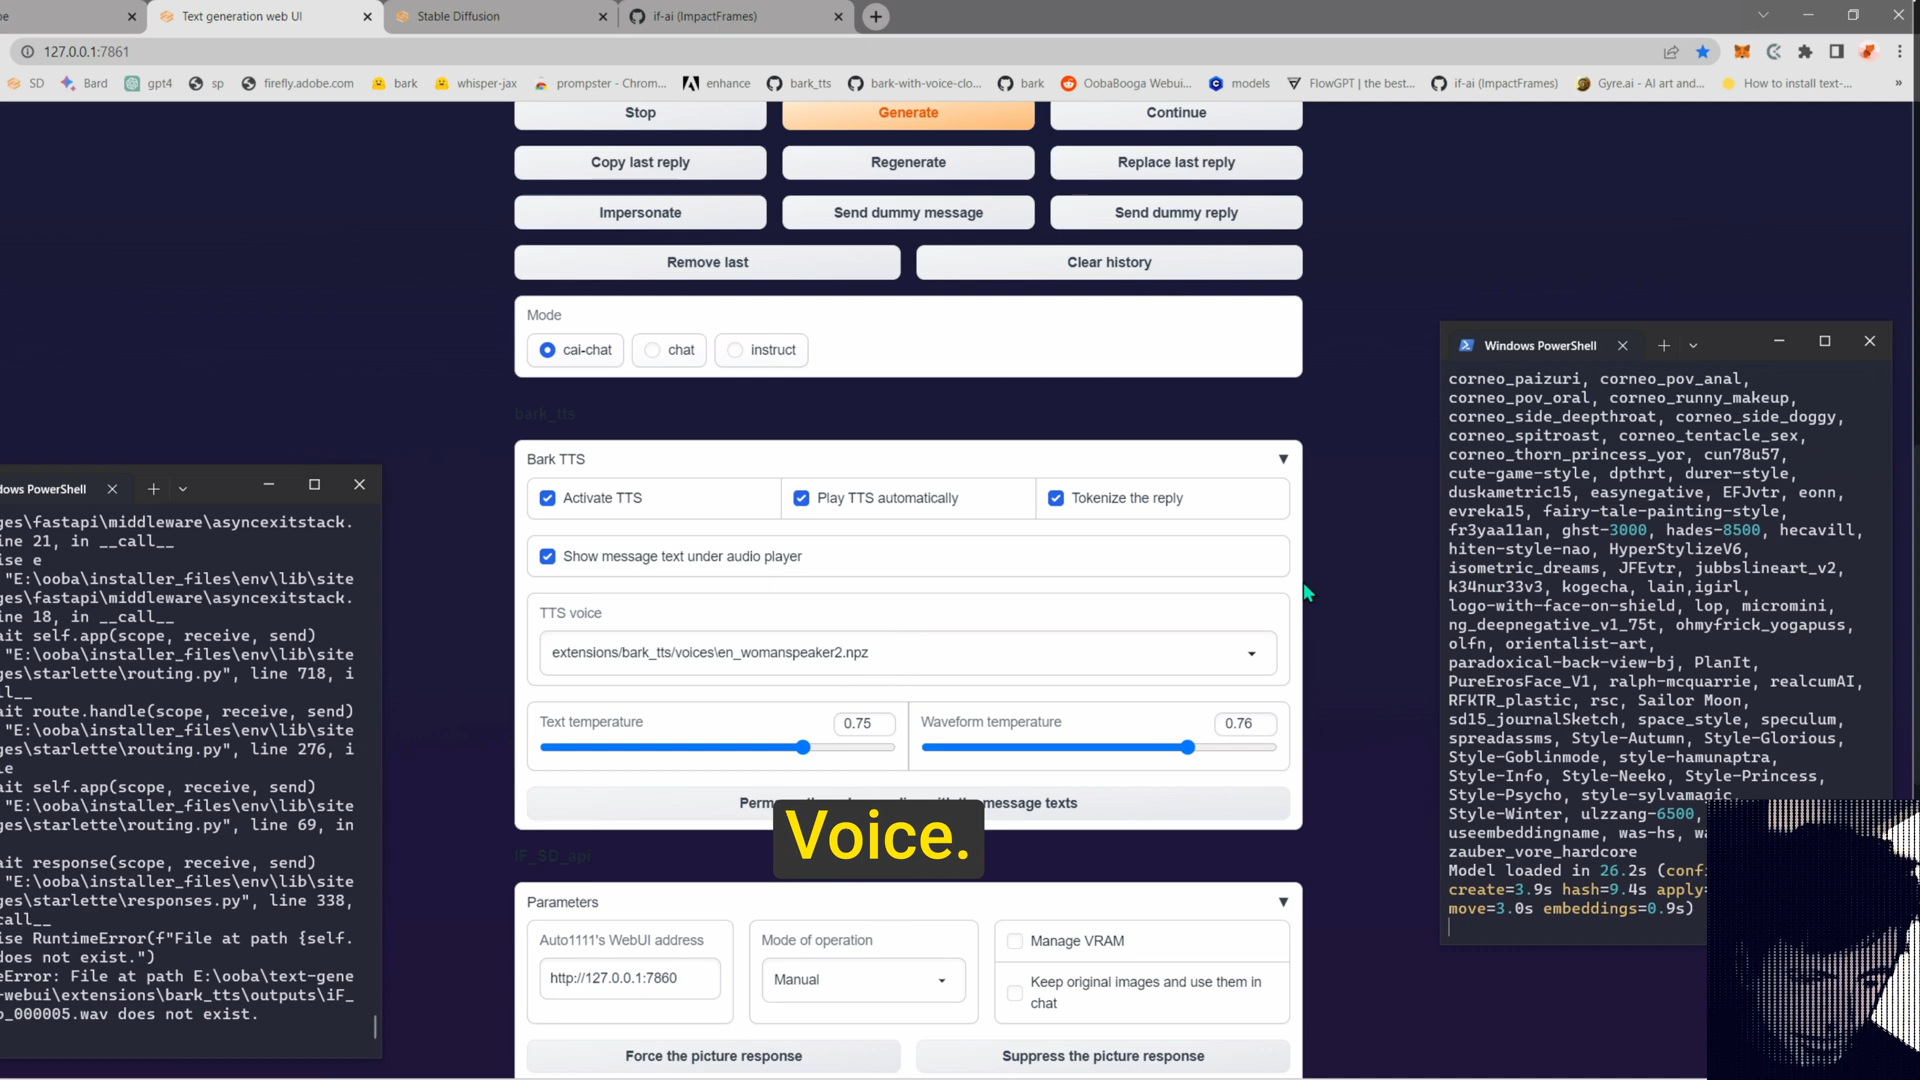 Text generation web UI
Stable Diffusion
if-ai (ImpactFrames)
127.0.0.1:7861
SD
Bard
gpt4
sp
firefly.adobe.com
bark
whisper-jax
prompster - Chrom...
enhance
bark_tts
bark-with-voice-clo...
bark
OobaBooga Webui...
models
FlowGPT | the best...
if-ai (ImpactFrames)
Gyre.ai - AI art and...
How to install text-...
»
Stop
Generate
Continue
Copy last reply
Regenerate
Replace last reply
Impersonate
Send dummy message
Send dummy reply
Remove last
Clear history
Mode
cai-chat
chat
instruct
bark_tts
Bark TTS
Activate TTS
Play TTS automatically
Tokenize the reply
Show message text under audio player
TTS voice
extensions/bark_tts/voices\en_womanspeaker2.npz
Text temperature
0.75
Waveform temperature
0.76
message texts
Voice.
IF_SD_api
Parameters
Auto1111's WebUI address
http://127.0.0.1:7860
Mode of operation
Manual
Manage VRAM
Keep original images and use them in
chat
Force the picture response
Suppress the picture response
dows PowerShell
ges\fastapi\middleware\asyncexitstack.
ine 21, in __call__
ise e
"E:\ooba\installer_files\env\lib\site
ges\fastapi\middleware\asyncexitstack.
ine 18, in __call__
ait self.app(scope, receive, send)
"E:\ooba\installer_files\env\lib\site
ges\starlette\routing.py", line 718, i
ll__
ait route.handle(scope, receive, send)
"E:\ooba\installer_files\env\lib\site
ges\starlette\routing.py", line 276, i
le
ait self.app(scope, receive, send)
"E:\ooba\installer_files\env\lib\site
ges\starlette\routing.py", line 69, in
ait response(scope, receive, send)
"E:\ooba\installer_files\env\lib\site
ges\starlette\responses.py", line 338,
call__
ise RuntimeError(f"File at path {self.
does not exist.")
eError: File at path E:\ooba\text-gene
-webui\extensions\bark_tts\outputs\iF_
o_000005.wav does not exist.
Windows PowerShell
corneo_paizuri, corneo_pov_anal,
corneo_pov_oral, corneo_runny_makeup,
corneo_side_deepthroat, corneo_side_doggy,
corneo_spitroast, corneo_tentacle_sex,
corneo_thorn_princess_yor, cun78u57,
cute-game-style, dpthrt, durer-style,
duskametric15, easynegative, EFJvtr, eonn,
evreka15, fairy-tale-painting-style,
fr3yaa11an, ghst-3000, hades-8500, hecavill,
hiten-style-nao, HyperStylizeV6,
isometric_dreams, JFEvtr, jubbslineart_v2,
k34nur33v3, kogecha, lain,igirl,
logo-with-face-on-shield, lop, micromini,
ng_deepnegative_v1_75t, ohmyfrick_yogapuss,
olfn, orientalist-art,
paradoxical-back-view-bj, PlanIt,
PureErosFace_V1, ralph-mcquarrie, realcumAI,
RFKTR_plastic, rsc, Sailor Moon,
sd15_journalSketch, space_style, speculum,
spreadassms, Style-Autumn, Style-Glorious,
Style-Goblinmode, style-hamunaptra,
Style-Info, Style-Neeko, Style-Princess,
Style-Psycho, style-sylvamagic,
Style-Winter, ulzzang-6500,
useembeddingname, was-hs, wa
zauber_vore_hardcore
Model loaded in 26.2s (conf
create=3.9s hash=9.4s apply=
move=3.0s embeddings=0.9s)